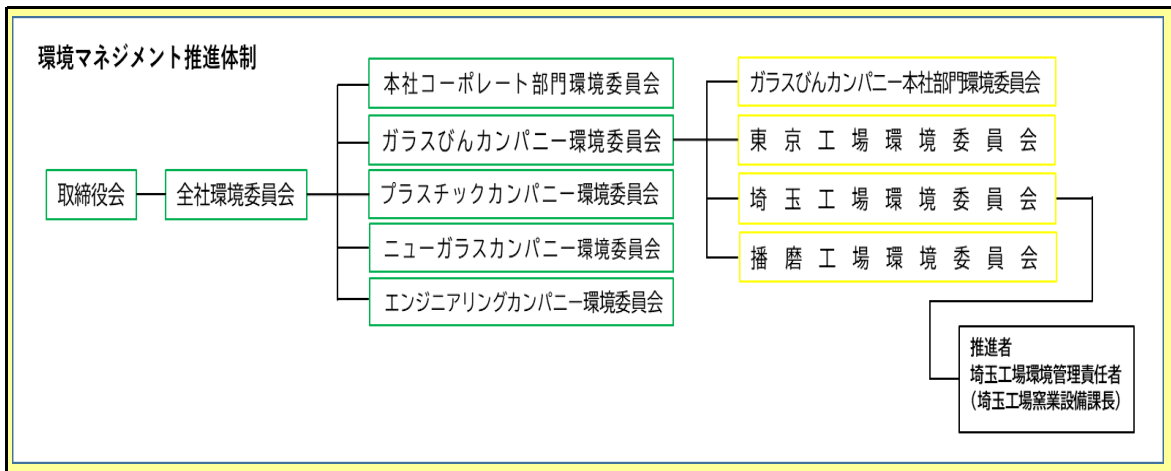 環境マネジメント推進体制
取締役会
全社環境委員会
本社コーポレート部門環境委員会
ガラスびんカンパニー環境委員会
プラスチックカンパニー環境委員会
ニューガラスカンパニー環境委員会
エンジニアリングカンパニー環境委員会
ガラスびんカンパニー本社部門環境委員会
東京工場環境委員会
埼玉工場環境委員会
播磨工場環境委員会
推進者
埼玉工場環境管理責任者
（埼玉工場窯業設備課長）